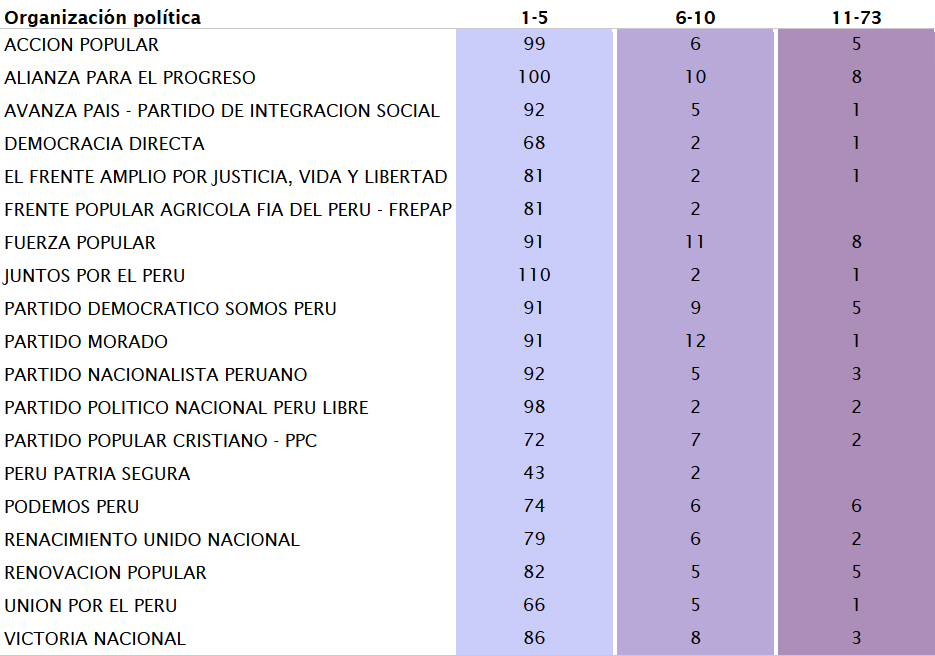 Organización política 1-5 6-10 11-73
ACCION POPULAR 99 6 5
ALIANZA PARA EL PROGRESO 100 10 8
AVANZA PAIS - PARTIDO DE INTEGRACION SOCIAL 92 5 1
DEMOCRACIA DIRECTA 68 2 1
EL FRENTE AMPLIO POR JUSTICIA, VIDA Y LIBERTAD 81 2 1
FRENTE POPULAR AGRICOLA FIA DEL PERU - FREPAP 81 2
FUERZA POPULAR 91 11 8
JUNTOS POR EL PERU 110 2 1
PARTIDO DEMOCRATICO SOMOS PERU 91 9 5
PARTIDO MORADO 91 12 1
PARTIDO NACIONALISTA PERUANO 92 5 3
PARTIDO POLITICO NACIONAL PERU LIBRE 98 2 2
PARTIDO POPULAR CRISTIANO - PPC 72 7 2
PERU PATRIA SEGURA 43 2
PODEMOS PERU 74 6 6
RENACIMIENTO UNIDO NACIONAL 79 6 2
RENOVACION POPULAR 82 5 5
UNION POR EL PERU 66 5 1
VICTORIA NACIONAL 86 8 3